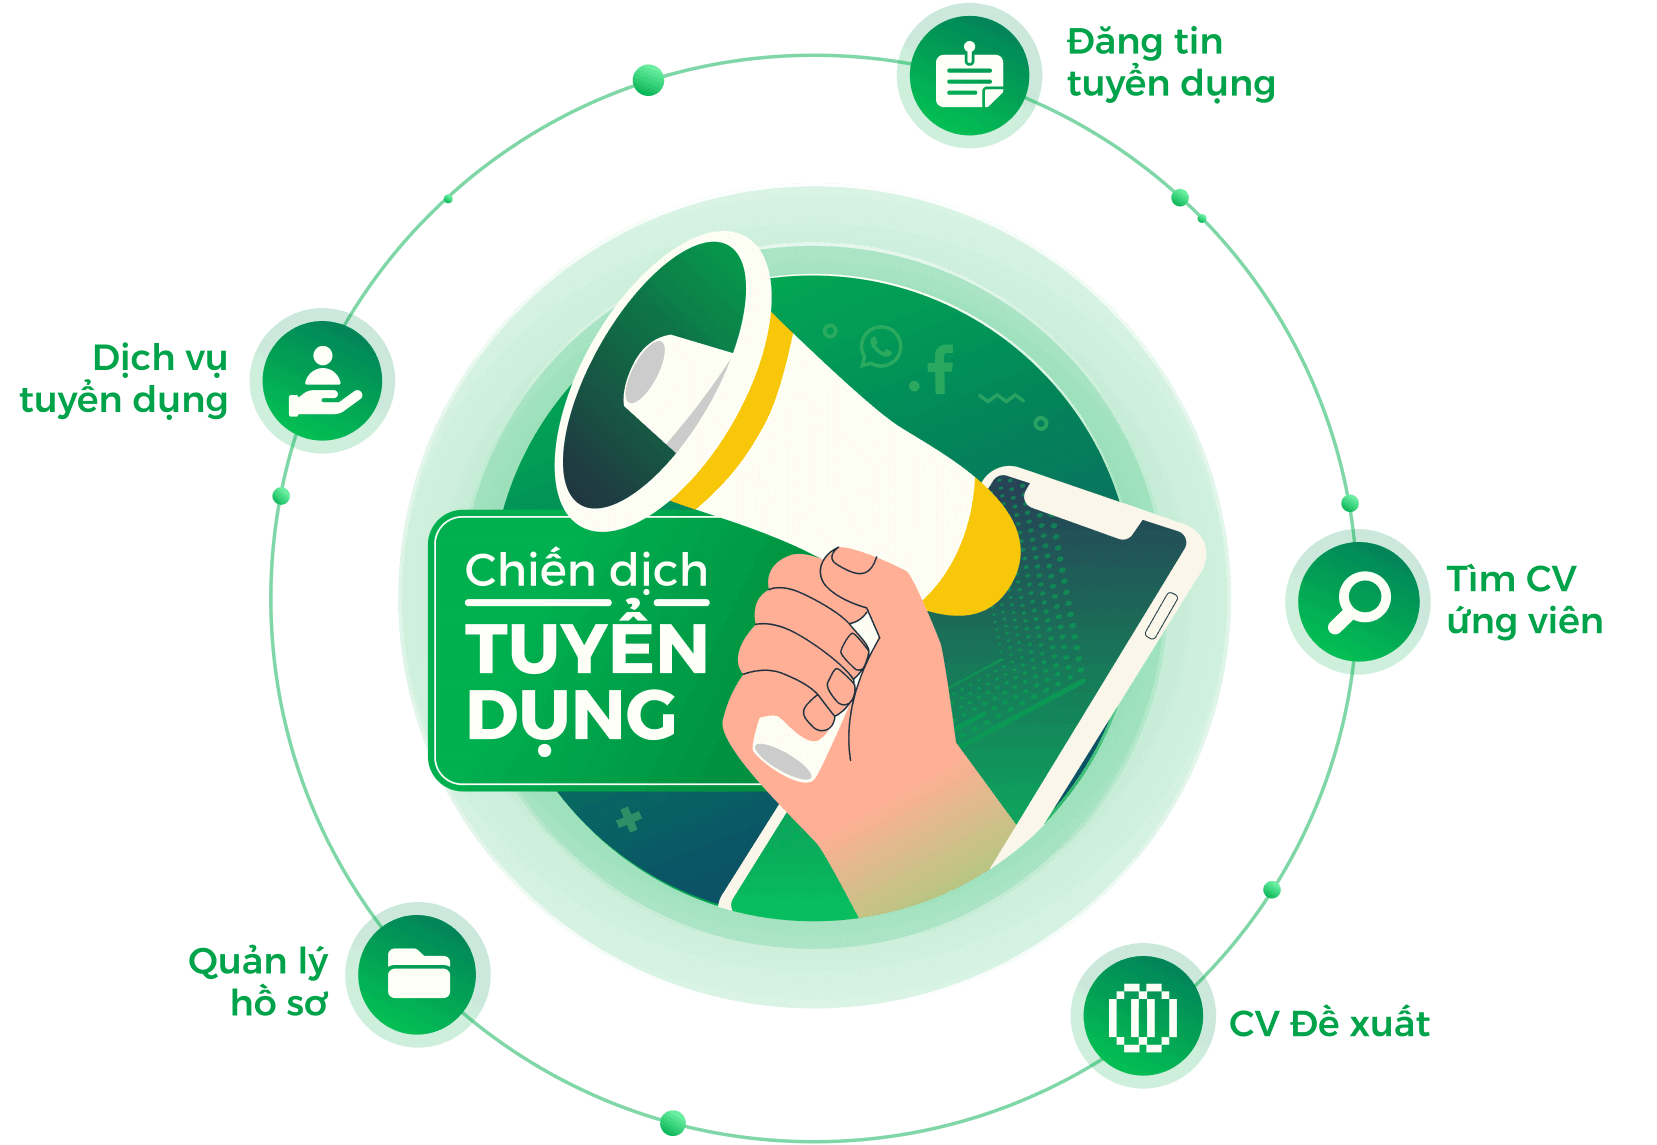 Đăng tin
tuyển dụng
Dịch vụ
tuyển dụng
Chiến dịch
TUYỂN
DỤNG
Tìm CV
ứng viên
Quản lý
hồ sơ
CV Đề xuất